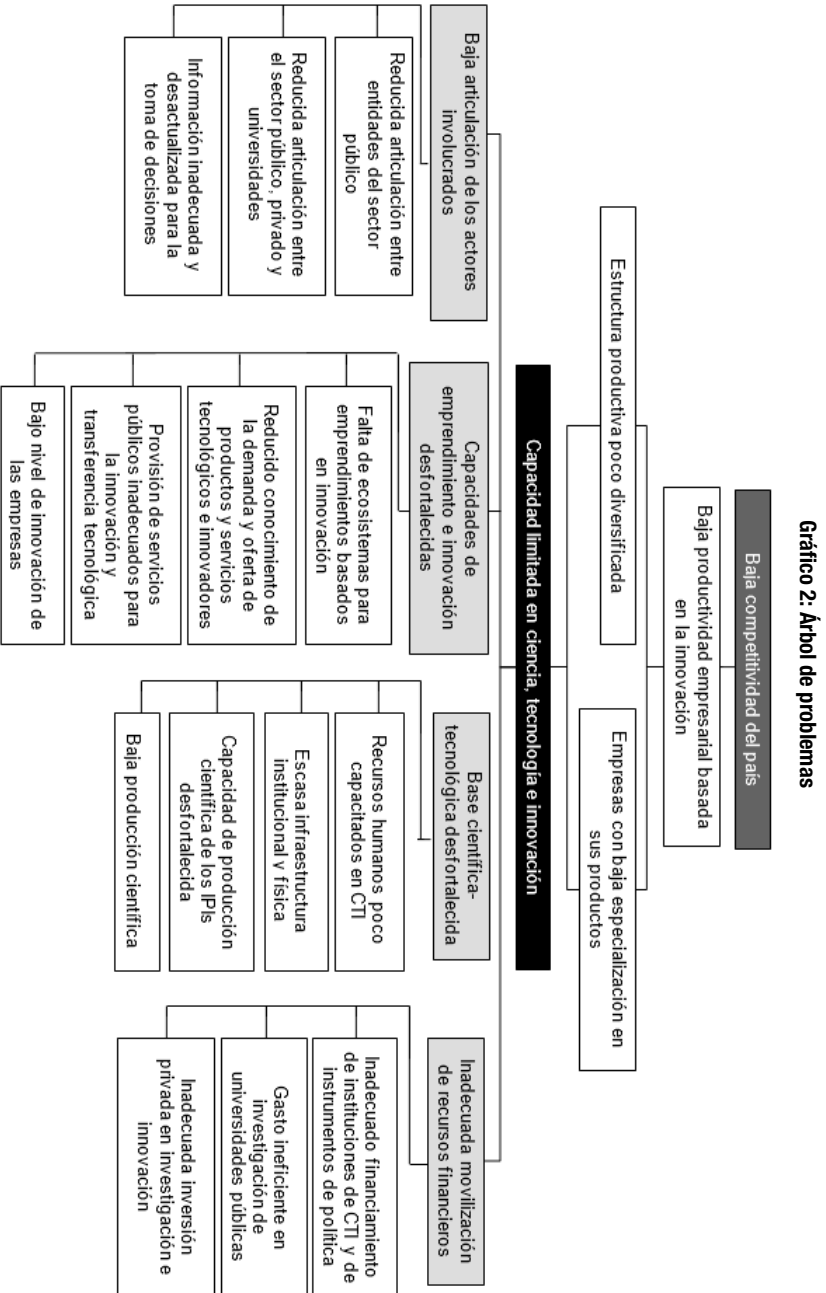 Gráfico 2: Árbol de problemas
Baja competitividad del país
Baja productividad empresarial basada
en la innovación
Estructura productiva poco diversificada
Empresas con baja especialización en
sus productos
Capacidad limitada en ciencia, tecnología e innovación
Baja articulación de los actores
involucrados
Reducida articulación entre
entidades del sector
público
Reducida articulación entre
el sector público, privado y
universidades
Información inadecuada y
desactualizada para la
toma de decisiones
Capacidades de
emprendimiento e innovación
desfortalecidas
Falta de ecosistemas para
emprendimientos basados
en innovación
Reducido conocimiento de
la demanda y oferta de
productos y servicios
tecnológicos e innovadores
Provisión de servicios
públicos inadecuados para
la innovación y
transferencia tecnológica
Bajo nivel de innovación de
las empresas
Base científica-
tecnológica desfortalecida
Recursos humanos poco
capacitados en CTI
Escasa infraestructura
institucional y física
Capacidad de producción
científica de los IPIs
desfortalecida
Baja producción científica
Inadecuada movilización
de recursos financieros
Inadecuado financiamiento
de instituciones de CTI y de
instrumentos de política
Gasto ineficiente en
investigación de
universidades públicas
Inadecuada inversión
privada en investigación e
innovación